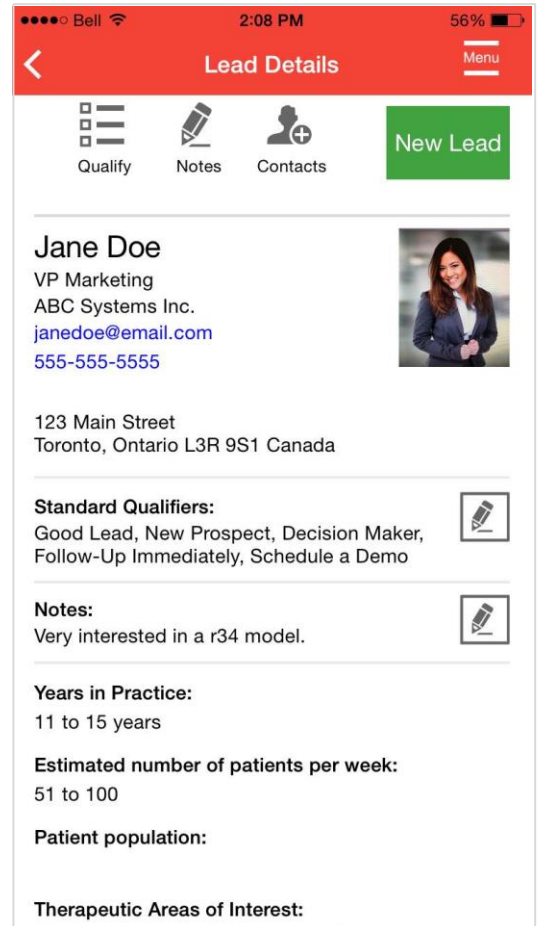 Bell 2:08 PM 56%
Lead Details
Menu
Qualify Notes Contacts
New Lead
Jane Doe
VP Marketing
ABC Systems Inc.
janedoe@email.com
555-555-5555
123 Main Street
Toronto, Ontario L3R 9S1 Canada
Standard Qualifiers:
Good Lead, New Prospect, Decision Maker,
Follow-Up Immediately, Schedule a Demo
Notes:
Very interested in a r34 model.
Years in Practice:
11 to 15 years
Estimated number of patients per week:
51 to 100
Patient population:
Therapeutic Areas of Interest: